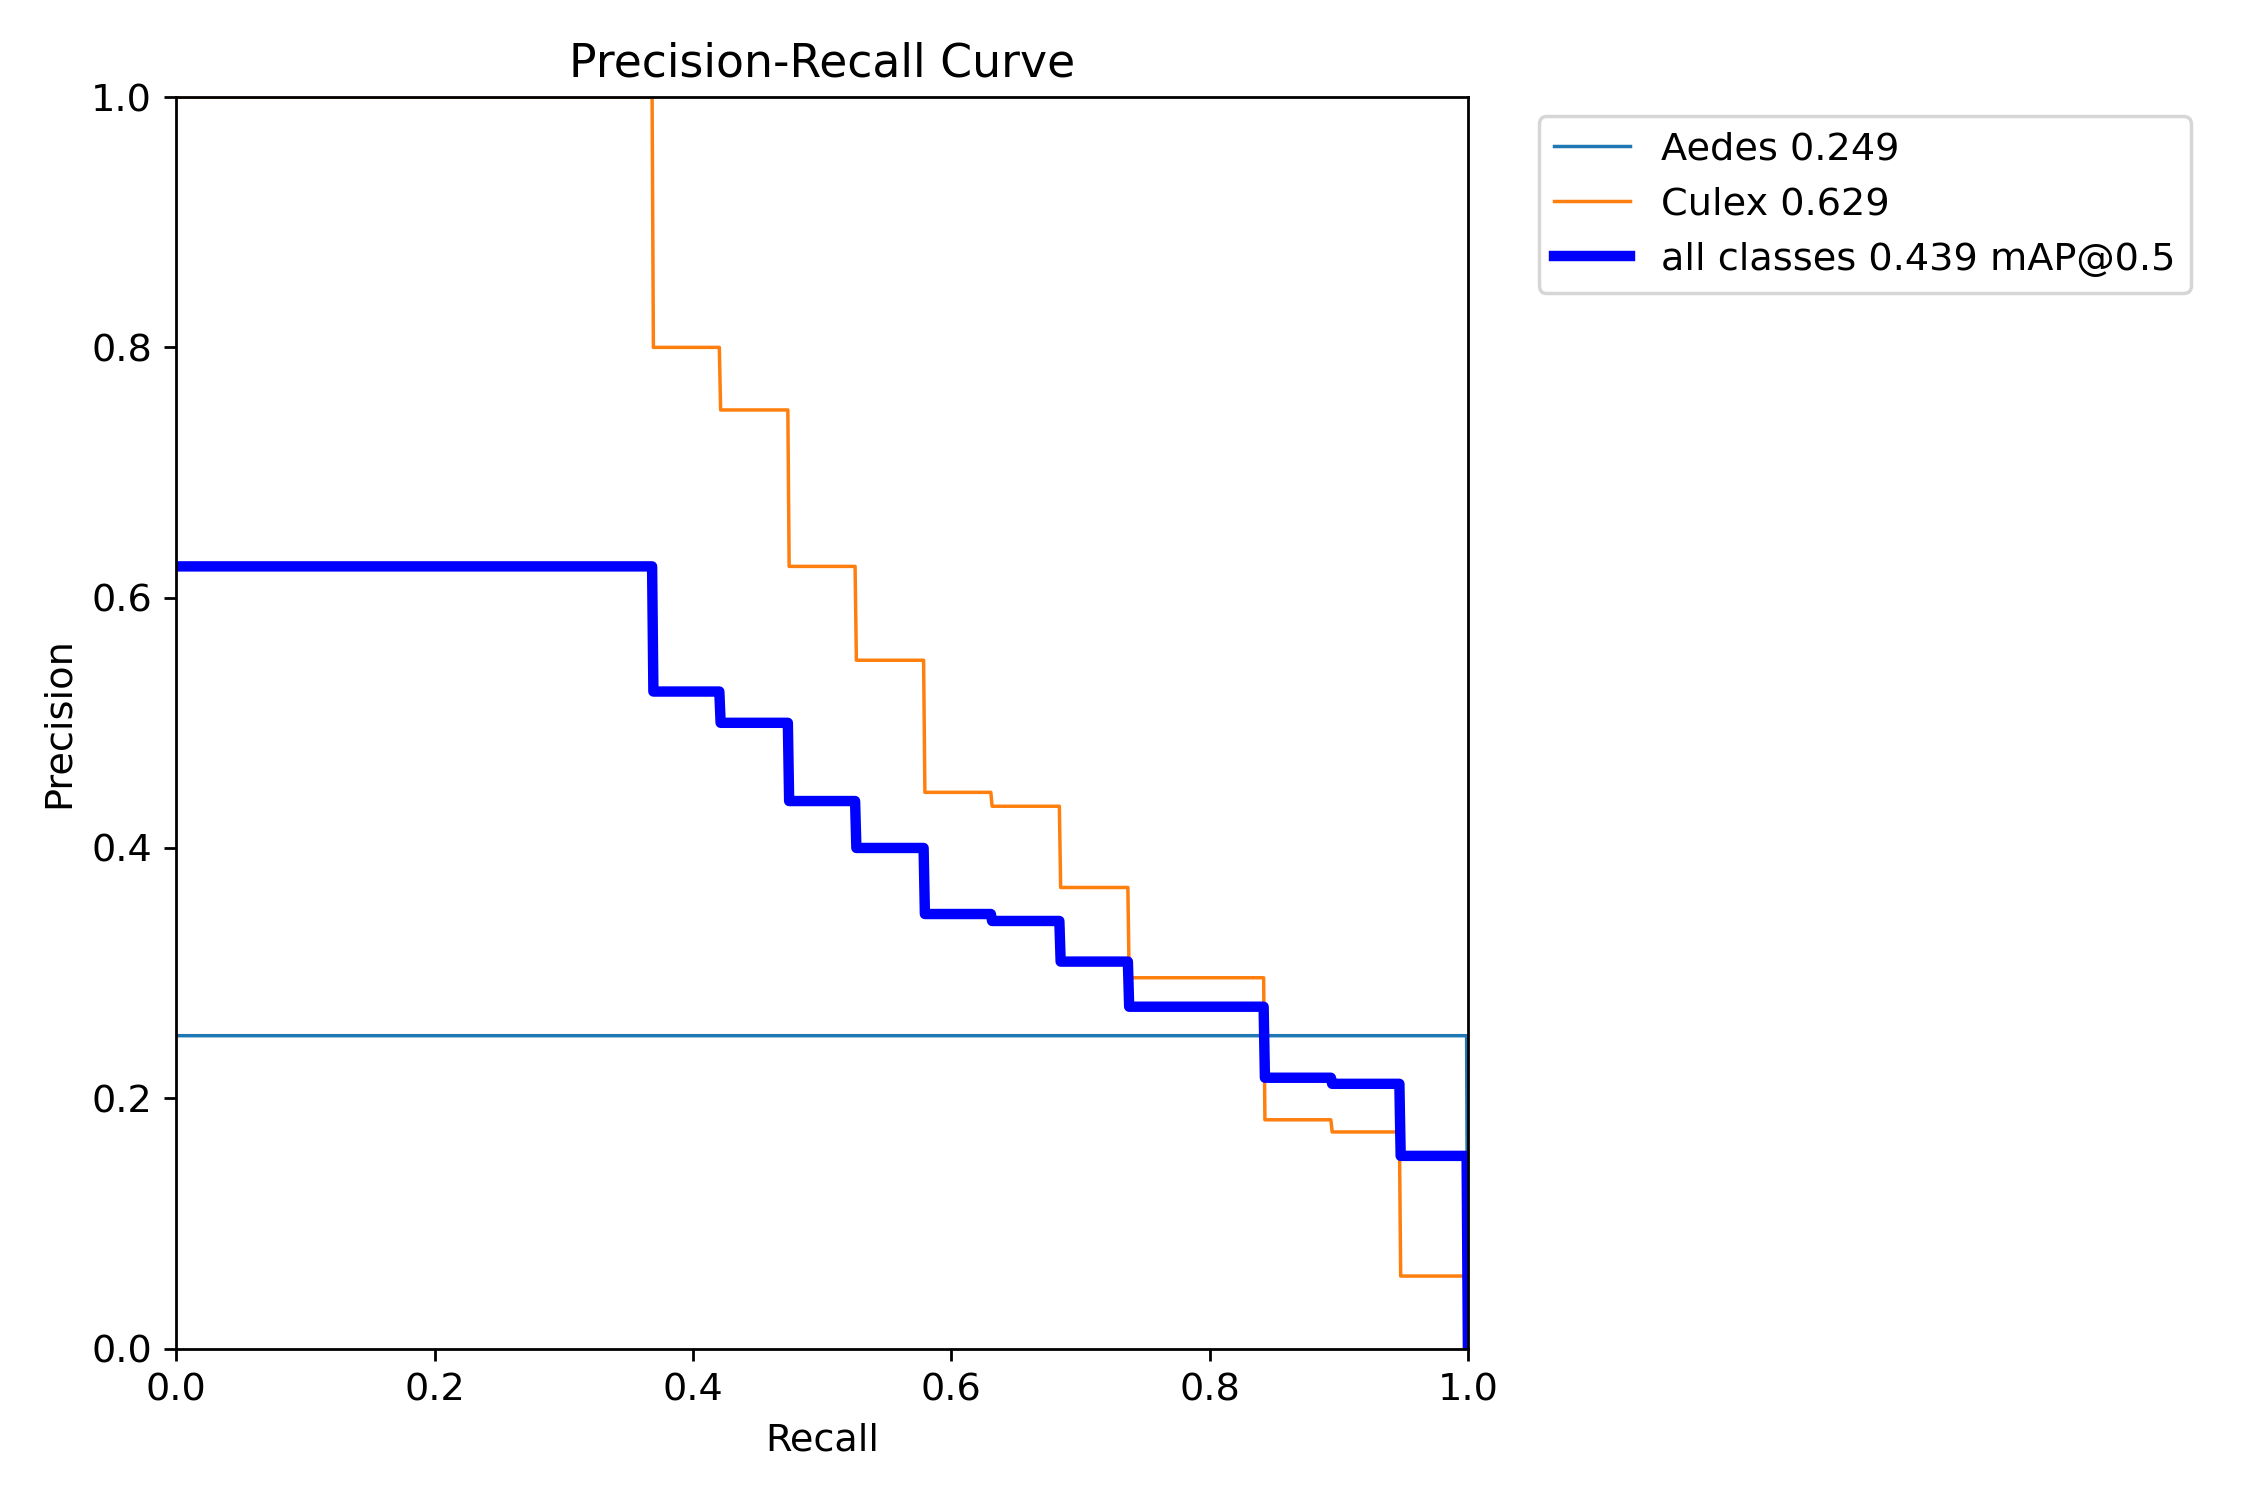 Precision-Recall Curve
1.0
0.8
0.6
0.4
0.2
0.0
Precision
0.0 0.2 0.4 0.6 0.8 1.0
Recall
Aedes 0.249
Culex 0.629
all classes 0.439 mAP@0.5